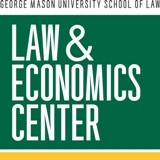 GEORGE MASON UNIVERSITY SCHOOL OF LAW
LAW &
ECONOMICS
CENTER